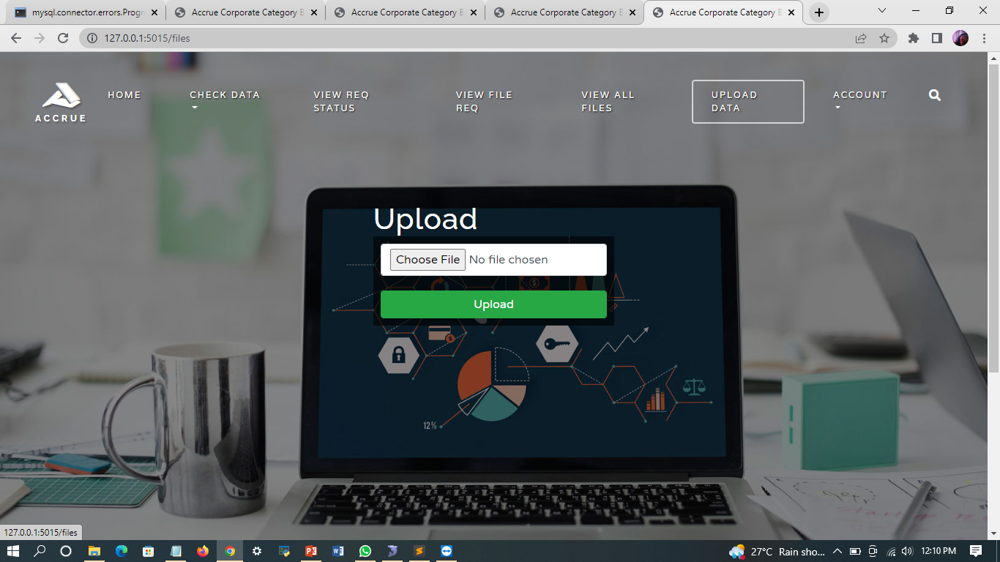 mysql.connector.errors.Progr
Accrue Corporate Category B
Accrue Corporate Category B
Accrue Corporate Category B
Accrue Corporate Category B
127.0.0.1:5015/files
ACCRUE
HOME
CHECK DATA
VIEW REQ
STATUS
VIEW FILE
REQ
VIEW ALL
FILES
UPLOAD
DATA
ACCOUNT
Upload
Choose File No file chosen
Upload
12%
127.0.0.1:5015/files
27°C Rain sho... 12:10 PM